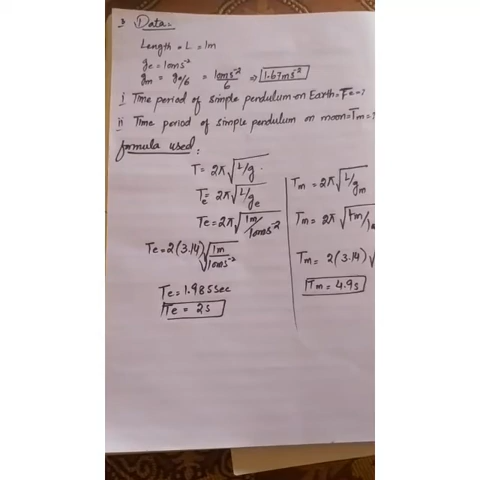 3 Data:-
Length = L = 1m
ge = 10ms⁻²
gm = ge/6 = 10ms⁻²/6 ⇒ 1.67ms⁻²
i Time period of simple pendulum on Earth = Te = ?
ii Time period of simple pendulum on moon = Tm = ?
formula used:
T = 2π √L/g
Te = 2π √L/ge
Te = 2π √1m/10ms⁻²
Te = 2(3.14) √1m/10ms⁻²
Te = 1.985 sec
Te = 2s
Tm = 2π √L/gm
Tm = 2π √1m/
Tm = 2(3.14) √
Tm = 4.9s